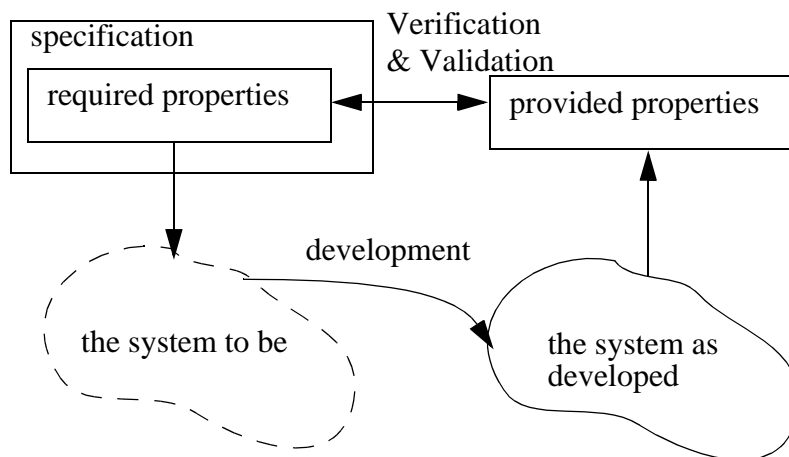 specification
Verification
& Validation
required properties
provided properties
development
the system to be
the system as
developed